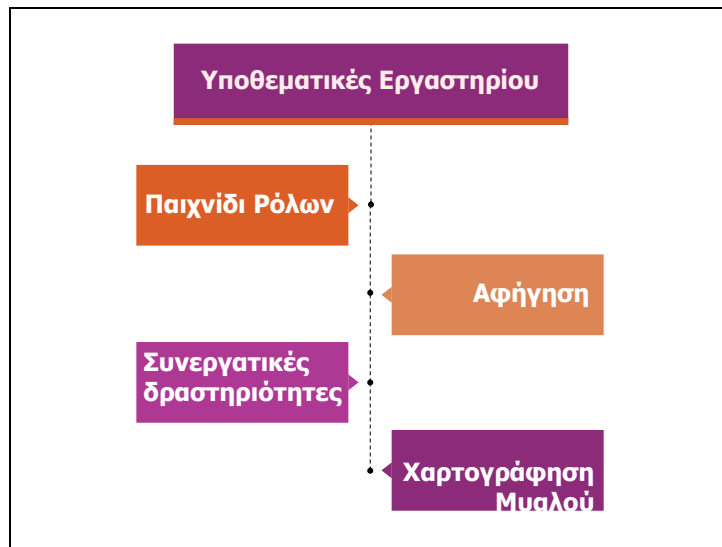 Υποθεματικές Εργαστηρίου
Παιχνίδι Ρόλων
Αφήγηση
Συνεργατικές
δραστηριότητες
Χαρτογράφηση
Μυαλού